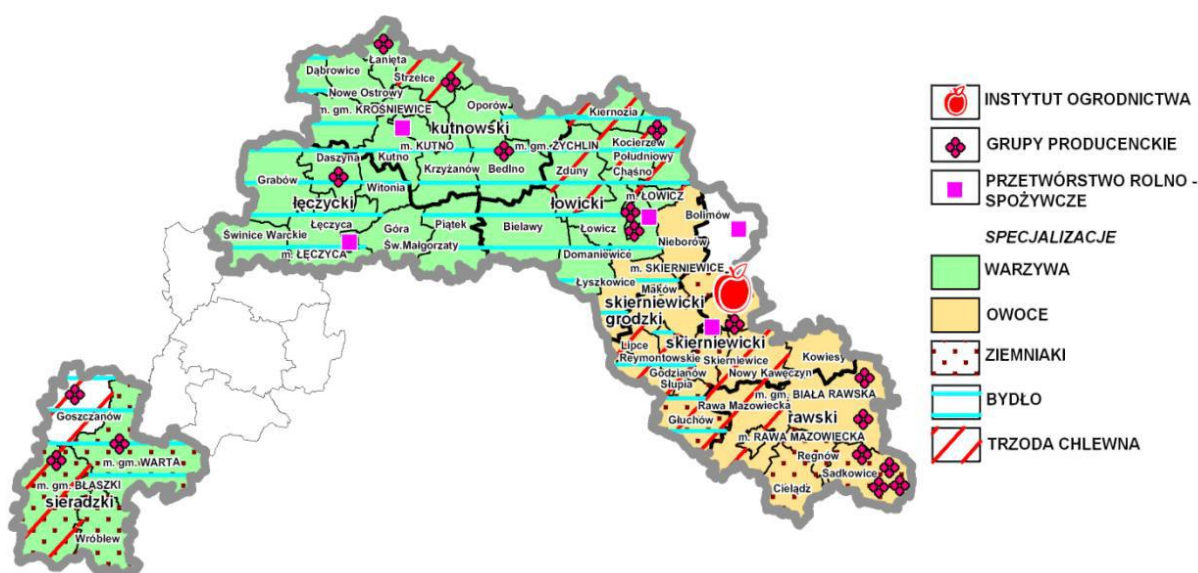 Łanięta
Dąbrowice
Strzelce
Nowe Ostrowy
Oporów
m. gm. KROŚNIEWICE
Kiernozia
kutnowski
m. KUTNO
m. gm. ŻYCHLIN
Kocierzew
Południowy
Daszyna
Kutno
Krzyżanów
Bedlno
Zduny
Chąśno
Grabów
Witonia
łęczycki
łowicki
m. ŁOWICZ
Bolimów
Łęczyca
Góra
Św.Małgorzaty
Piątek
Bielawy
Łowicz
Świnice Warckie
m. ŁĘCZYCA
Nieborów
Domaniewice
m. SKIERNIEWICE
Łyszkowice
Maków
skierniewicki
grodzki
skierniewicki
Lipce
Reymontowskie
Skierniewice
Kowiesy
Godzianów
Nowy Kawęczyn
Słupia
m. gm. BIAŁA RAWSKA
Rawa Mazowiecka
Głuchów
rawski
m. RAWA MAZOWIECKA
Regnów
Sadkowice
Cielądz
Goszczanów
m. gm. WARTA
m. gm. BŁASZKI
sieradzki
Wróblew
INSTYTUT OGRODNICTWA
GRUPY PRODUCENCKIE
PRZETWÓRSTWO ROLNO -
SPOŻYWCZE
SPECJALIZACJE
WARZYWA
OWOCE
ZIEMNIAKI
BYDŁO
TRZODA CHLEWNA